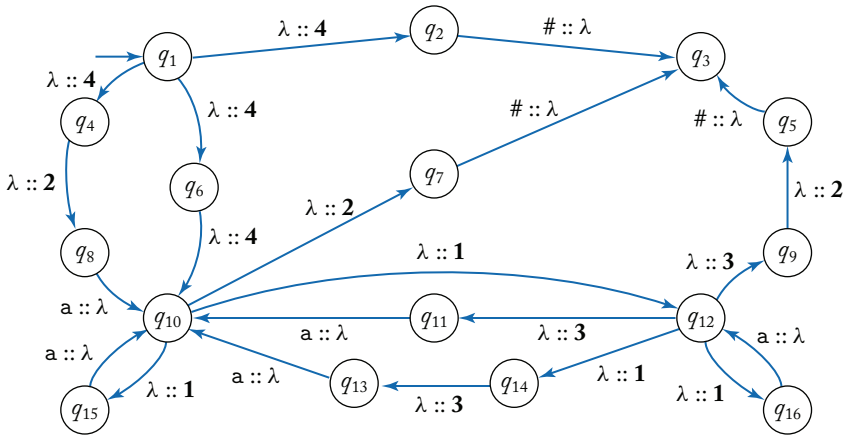 λ :: 4
q2
# :: λ
q1
q3
λ :: 4
λ :: 4
# :: λ
q4
q5
# :: λ
q7
q6
λ :: 2
λ :: 2
λ :: 2
λ :: 4
λ :: 1
q8
λ :: 3
q9
a :: λ
q10
q11
q12
a :: λ
λ :: 3
a :: λ
a :: λ
a :: λ
q13
q14
λ :: 1
λ :: 1
λ :: 3
λ :: 1
q15
q16